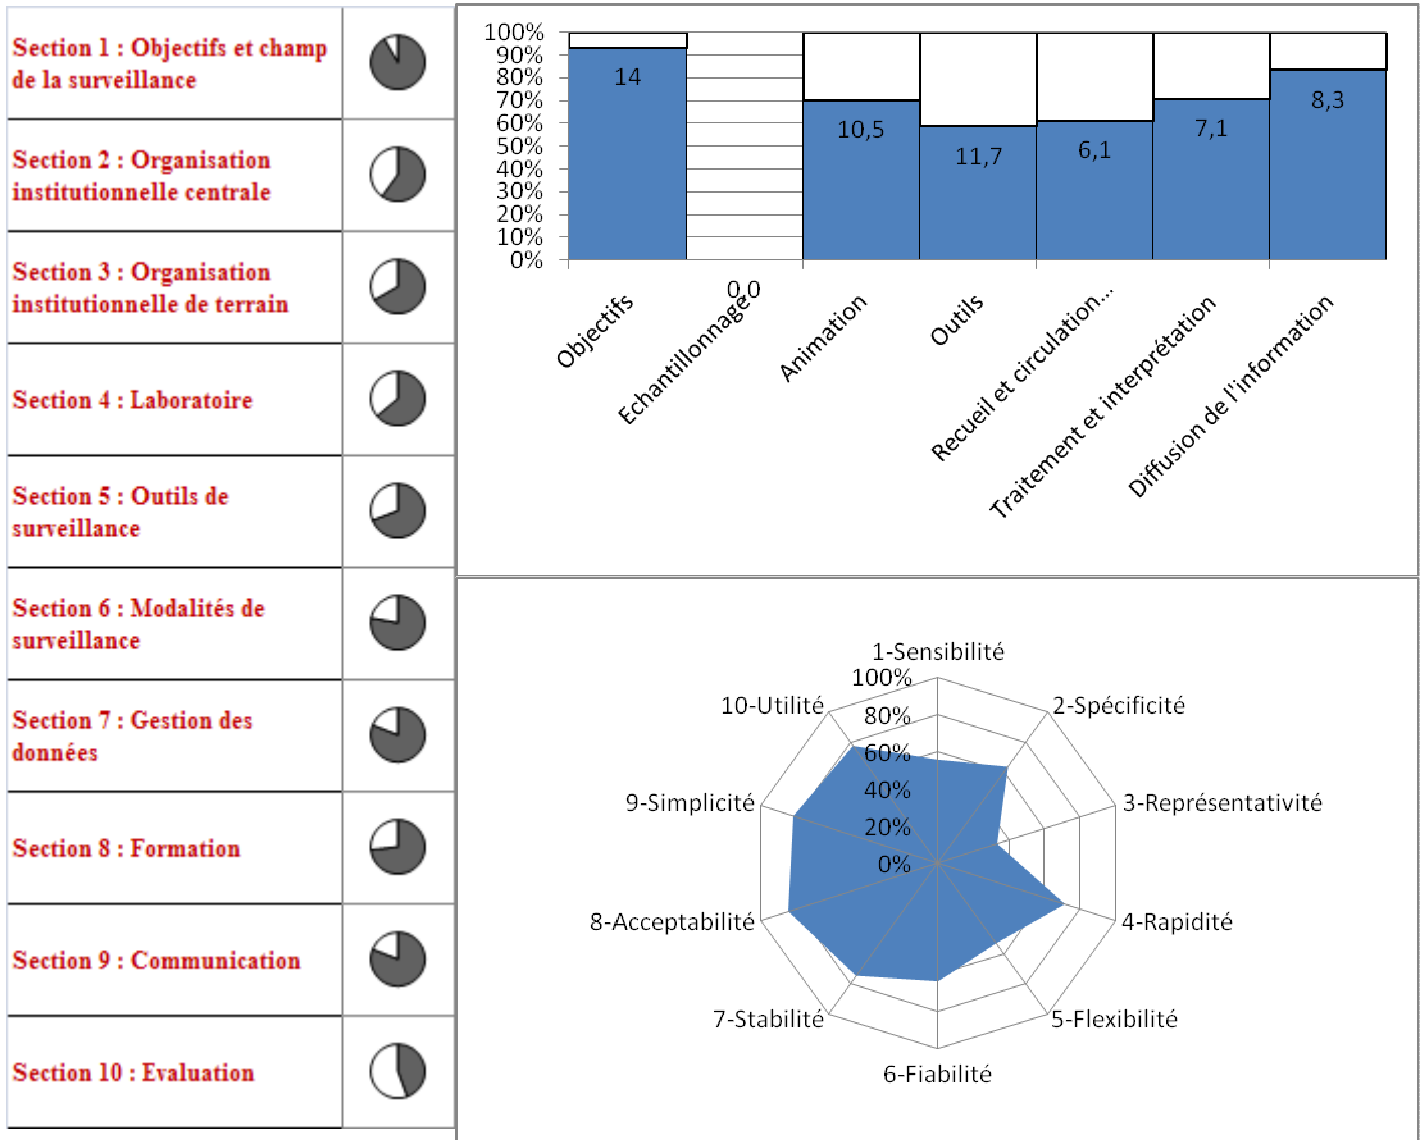 Section 1 : Objectifs et champ
de la surveillance
Section 2 : Organisation
institutionnelle centrale
Section 3 : Organisation
institutionnelle de terrain
Section 4 : Laboratoire
Section 5 : Outils de
surveillance
Section 6 : Modalités de
surveillance
Section 7 : Gestion des
données
Section 8 : Formation
Section 9 : Communication
Section 10 : Evaluation
100%
90%
80%
70%
60%
50%
40%
30%
20%
10%
0%
14
0,0
10,5
11,7
6,1
7,1
8,3
Objectifs
Echantillonnage
Animation
Outils
Recueil et circulation...
Traitement et interprétation
Diffusion de l'information
1-Sensibilité
2-Spécificité
3-Représentativité
4-Rapidité
5-Flexibilité
6-Fiabilité
7-Stabilité
8-Acceptabilité
9-Simplicité
10-Utilité
100%
80%
60%
40%
20%
0%